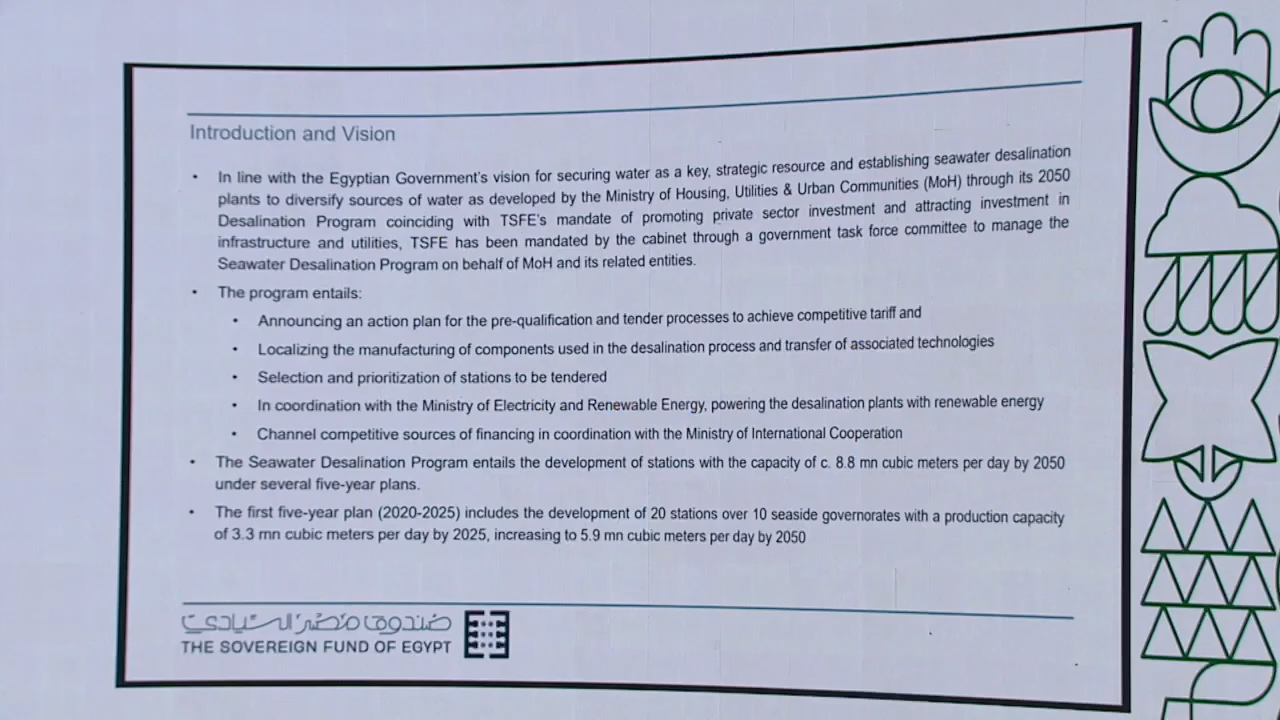 Introduction and Vision
• In line with the Egyptian Government's vision for securing water as a key, strategic resource and establishing seawater desalination
plants to diversify sources of water as developed by the Ministry of Housing, Utilities & Urban Communities (MoH) through its 2050
Desalination Program coinciding with TSFE's mandate of promoting private sector investment and attracting investment in
infrastructure and utilities, TSFE has been mandated by the cabinet through a government task force committee to manage the
Seawater Desalination Program on behalf of MoH and its related entities.
• The program entails:
• Announcing an action plan for the pre-qualification and tender processes to achieve competitive tariff and
• Localizing the manufacturing of components used in the desalination process and transfer of associated technologies
• Selection and prioritization of stations to be tendered
• In coordination with the Ministry of Electricity and Renewable Energy, powering the desalination plants with renewable energy
• Channel competitive sources of financing in coordination with the Ministry of International Cooperation
• The Seawater Desalination Program entails the development of stations with the capacity of c. 8.8 mn cubic meters per day by 2050
under several five-year plans.
• The first five-year plan (2020-2025) includes the development of 20 stations over 10 seaside governorates with a production capacity
of 3.3 mn cubic meters per day by 2025, increasing to 5.9 mn cubic meters per day by 2050
صندوق مصر السيادي
THE SOVEREIGN FUND OF EGYPT